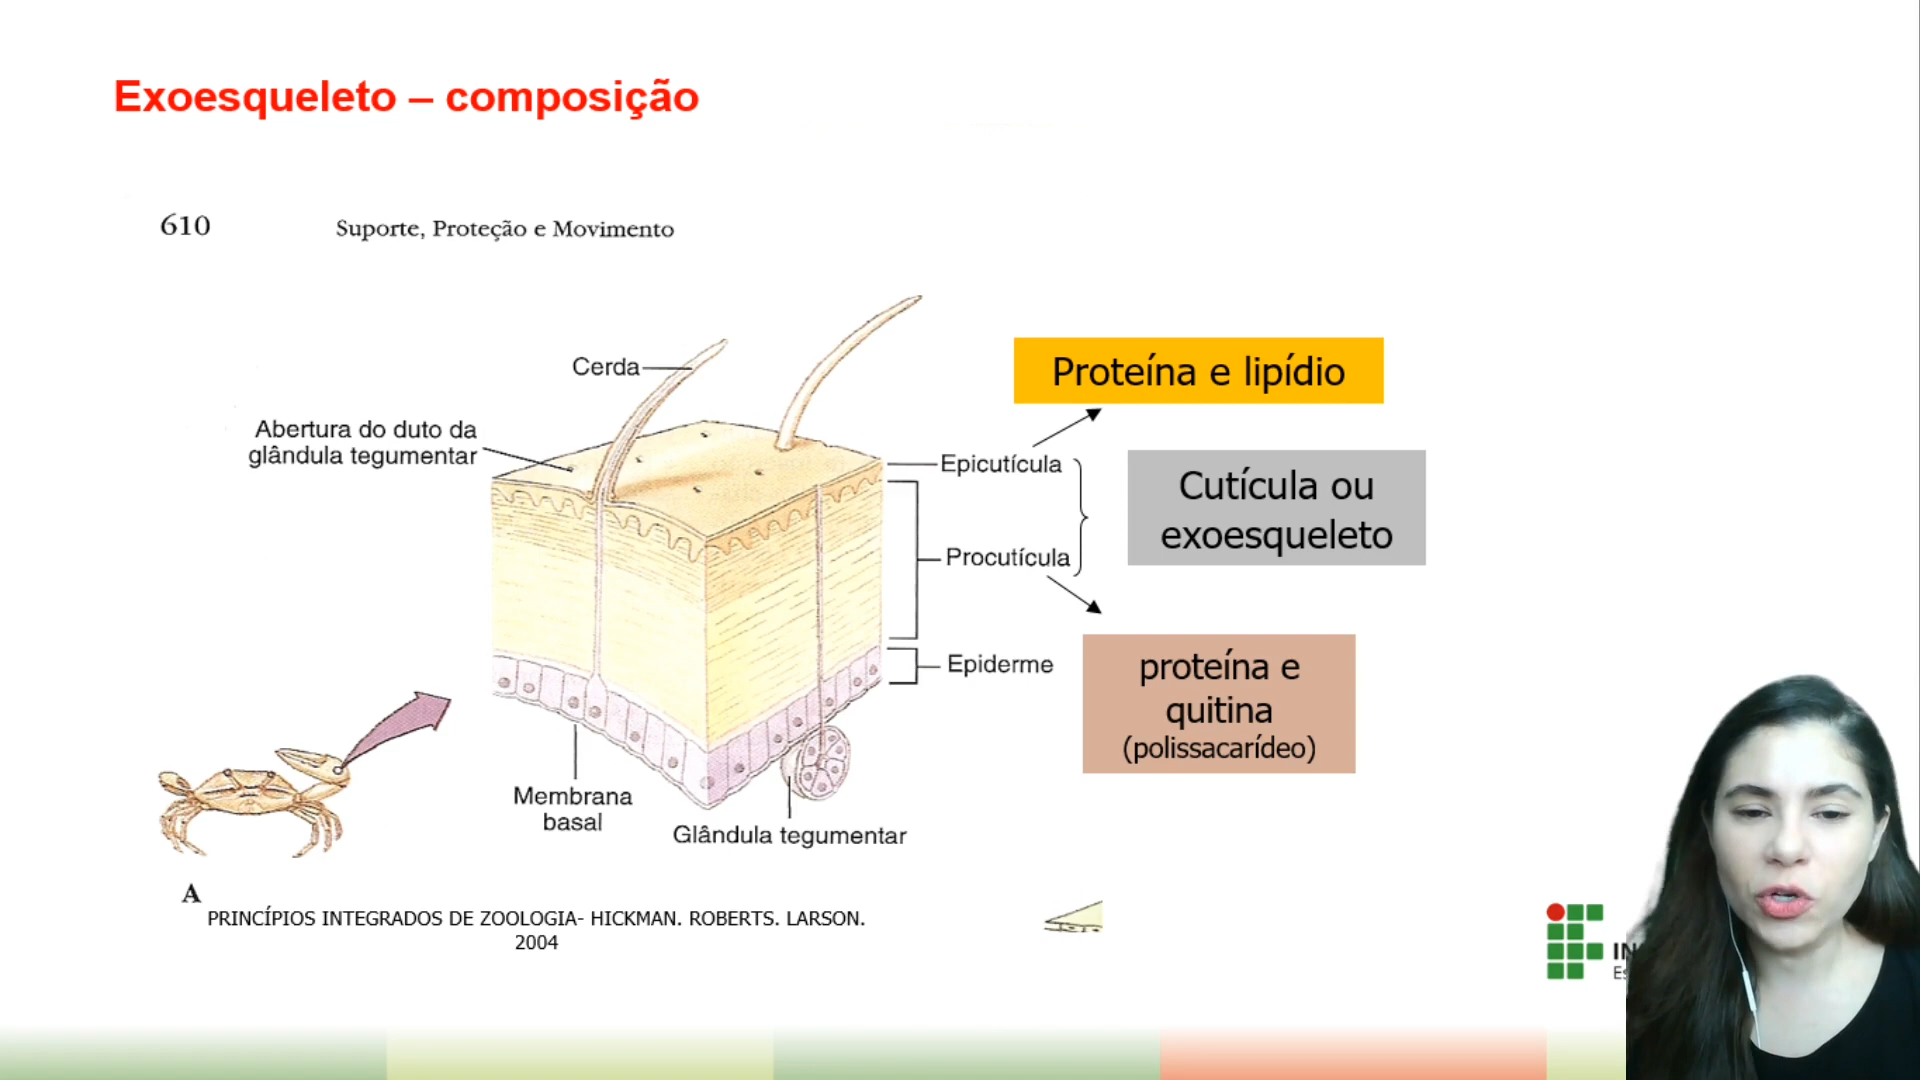 Exoesqueleto – composição
610
Suporte, Proteção e Movimento
Cerda
Abertura do duto da
glândula tegumentar
Proteína e lipídio
Epicutícula
Cutícula ou
exoesqueleto
Procutícula
Epiderme
proteína e
quitina
(polissacarídeo)
Membrana
basal
Glândula tegumentar
A
PRINCÍPIOS INTEGRADOS DE ZOOLOGIA- HICKMAN. ROBERTS. LARSON.
2004